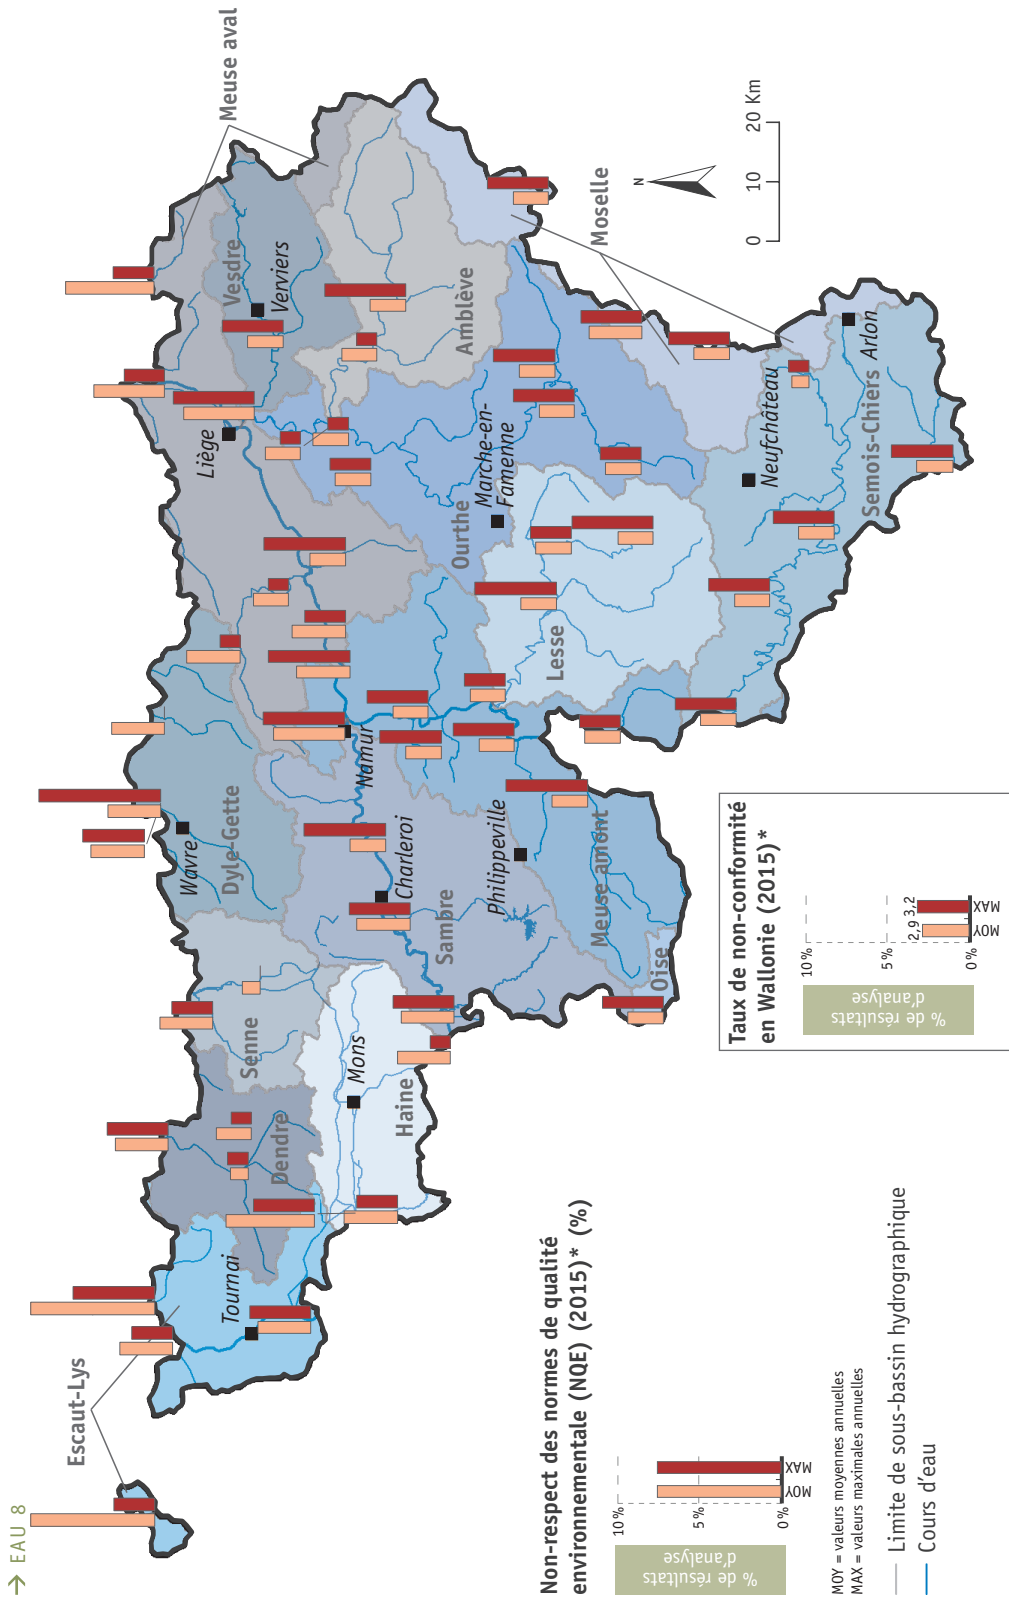 → EAU 8
Escaut-Lys
Meuse aval
Tournai
Dendre
Senne
Haine
Mons
Wavre
Dyle-Gette
Charleroi
Sambre
Namur
Philippeville
Meuse amont
Oise
Liège
Vesdre
Verviers
Amblève
Ourthe
Marche-en-
Famenne
Lesse
Moselle
Neufchâteau
Semois-Chiers
Arlon
N
0 10 20 Km
Non-respect des normes de qualité
environnementale (NQE) (2015)* (%)
% de résultats
d'analyse
10 %
5 %
0 %
MOY
MAX
MOY = valeurs moyennes annuelles
MAX = valeurs maximales annuelles
Limite de sous-bassin hydrographique
Cours d'eau
Taux de non-conformité
en Wallonie (2015)*
% de résultats
d'analyse
10 %
5 %
0 %
2,9 3,2
MOY
MAX